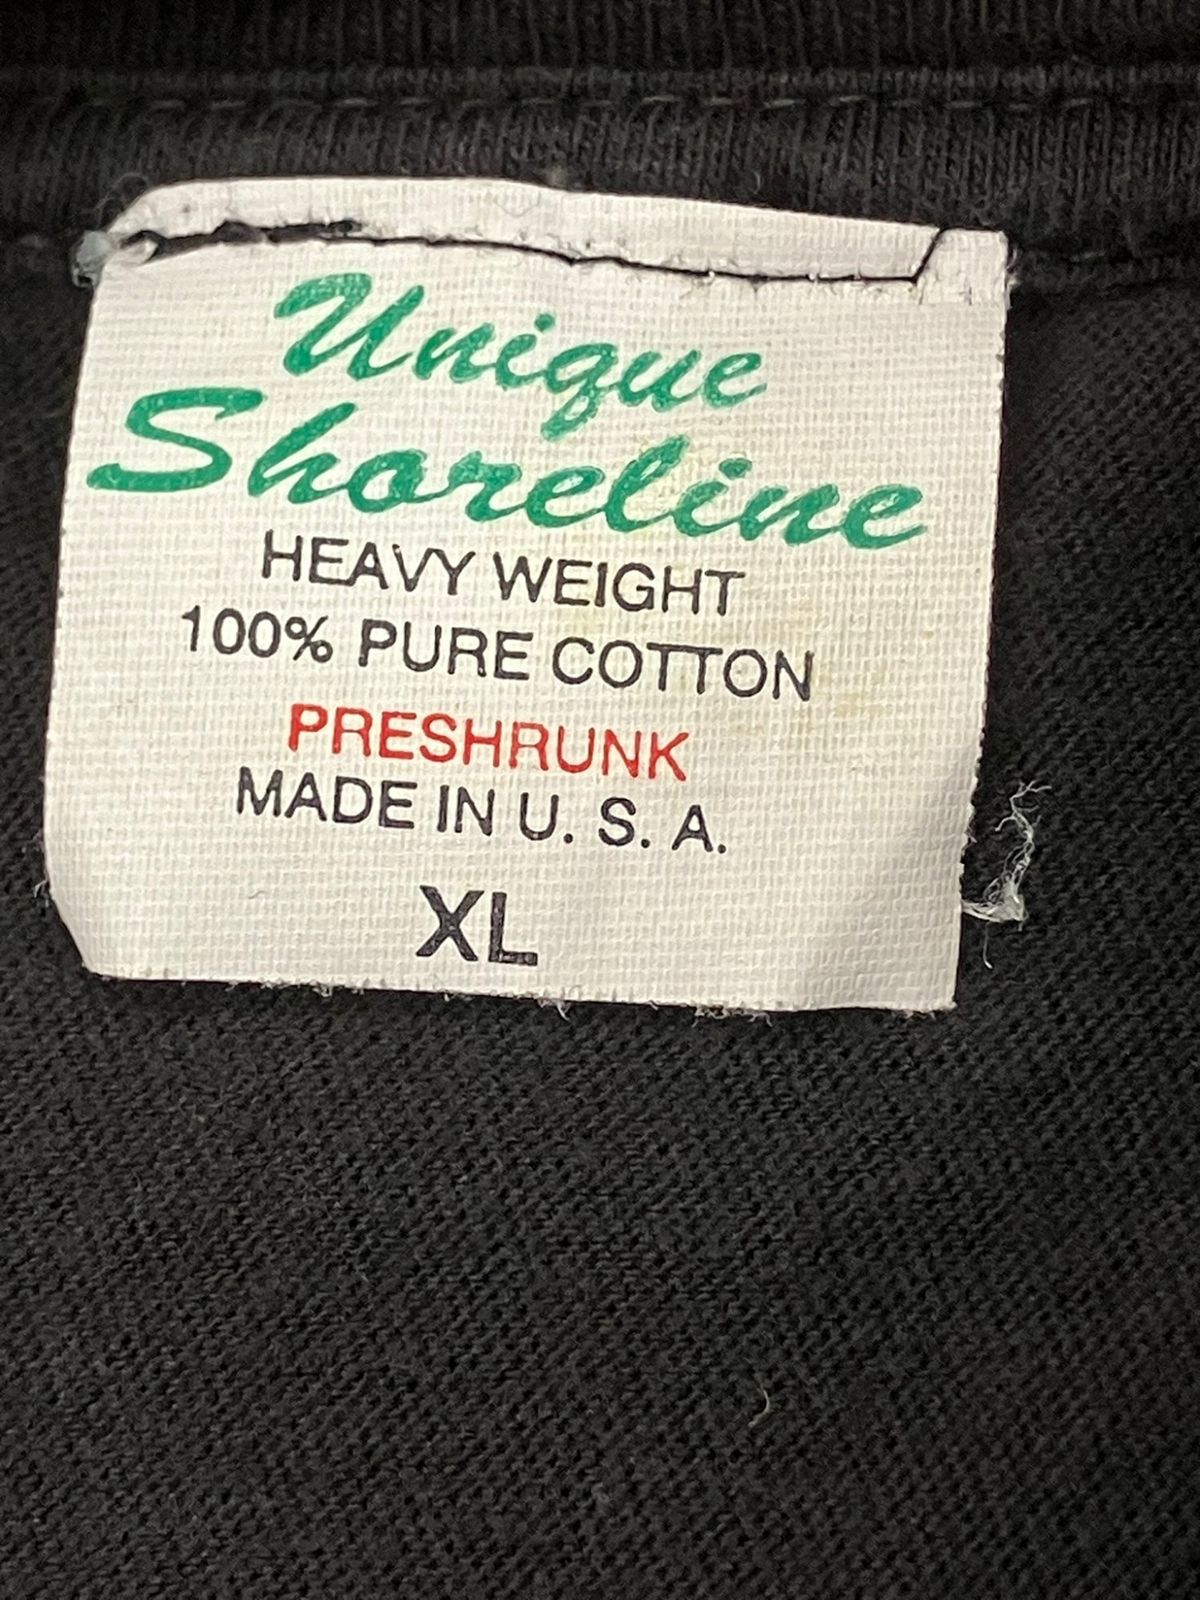 Unique
Shoreline
HEAVY WEIGHT
100% PURE COTTON
PRESHRUNK
MADE IN U. S. A.
XL